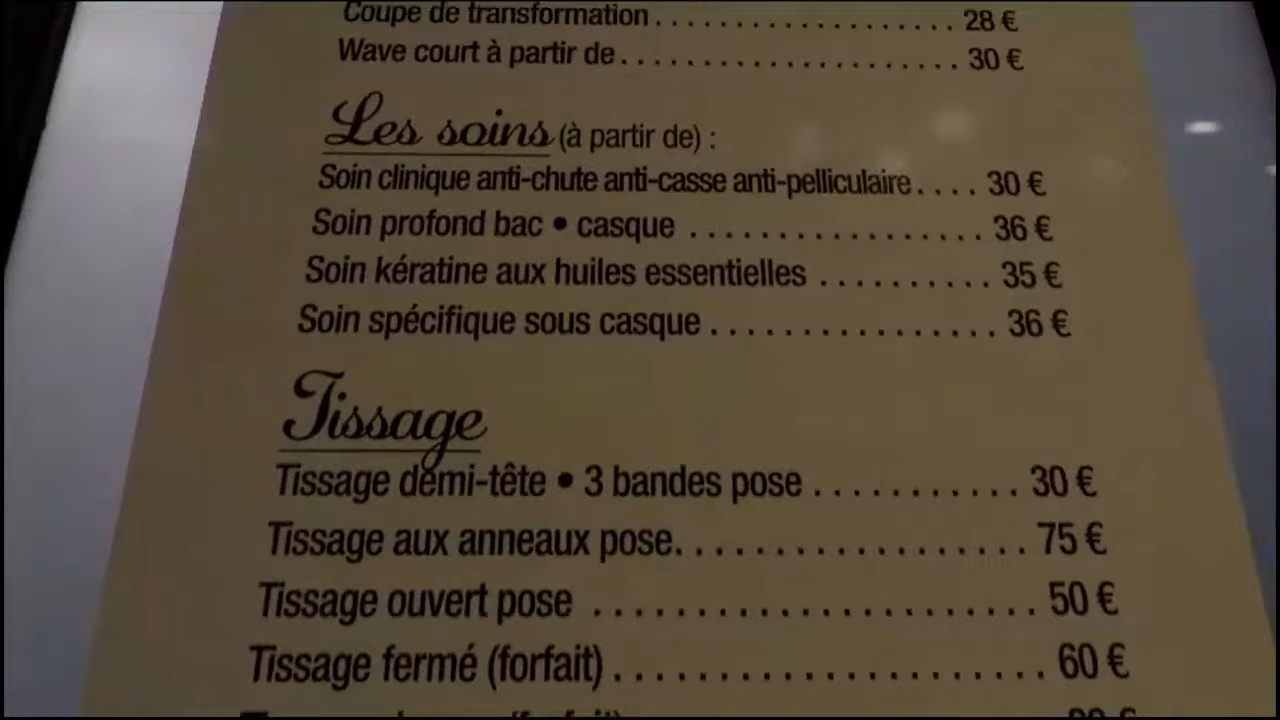 Coupe de transformation . . . . . . . . . . . . . . . . . . . 28 €
Wave court à partir de . . . . . . . . . . . . . . . . . . . . . 30 €
Les soins (à partir de) :
Soin clinique anti-chute anti-casse anti-pelliculaire . . . . 30 €
Soin profond bac • casque . . . . . . . . . . . . . . . . . 36 €
Soin kératine aux huiles essentielles . . . . . . . . . . 35 €
Soin spécifique sous casque . . . . . . . . . . . . . . . . 36 €
Tissage
Tissage demi-tête • 3 bandes pose . . . . . . . . . . . 30 €
Tissage aux anneaux pose. . . . . . . . . . . . . . . . . . 75 €
Tissage ouvert pose . . . . . . . . . . . . . . . . . . . . . 50 €
Tissage fermé (forfait) . . . . . . . . . . . . . . . . . . . . 60 €